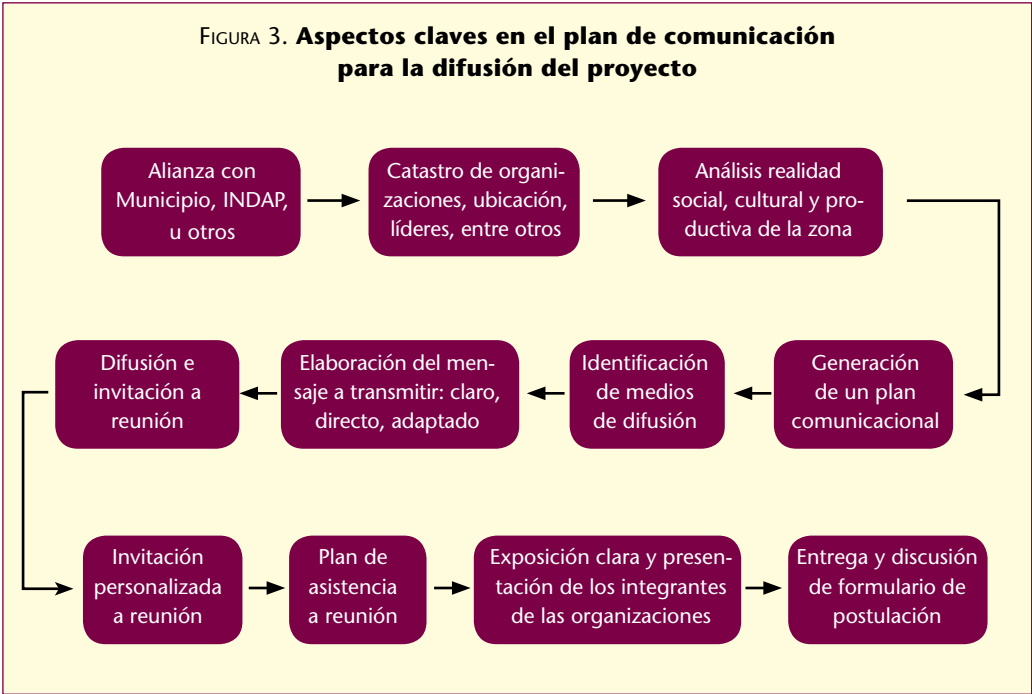 FIGURA 3. Aspectos claves en el plan de comunicación
para la difusión del proyecto
Alianza con
Municipio, INDAP,
u otros
Catastro de organi-
zaciones, ubicación,
líderes, entre otros
Análisis realidad
social, cultural y pro-
ductiva de la zona
Generación
de un plan
comunicacional
Identificación
de medios
de difusión
Elaboración del men-
saje a transmitir: claro,
directo, adaptado
Difusión e
invitación a
reunión
Invitación
personalizada
a reunión
Plan de
asistencia
a reunión
Exposición clara y presen-
tación de los integrantes
de las organizaciones
Entrega y discusión
de formulario de
postulación